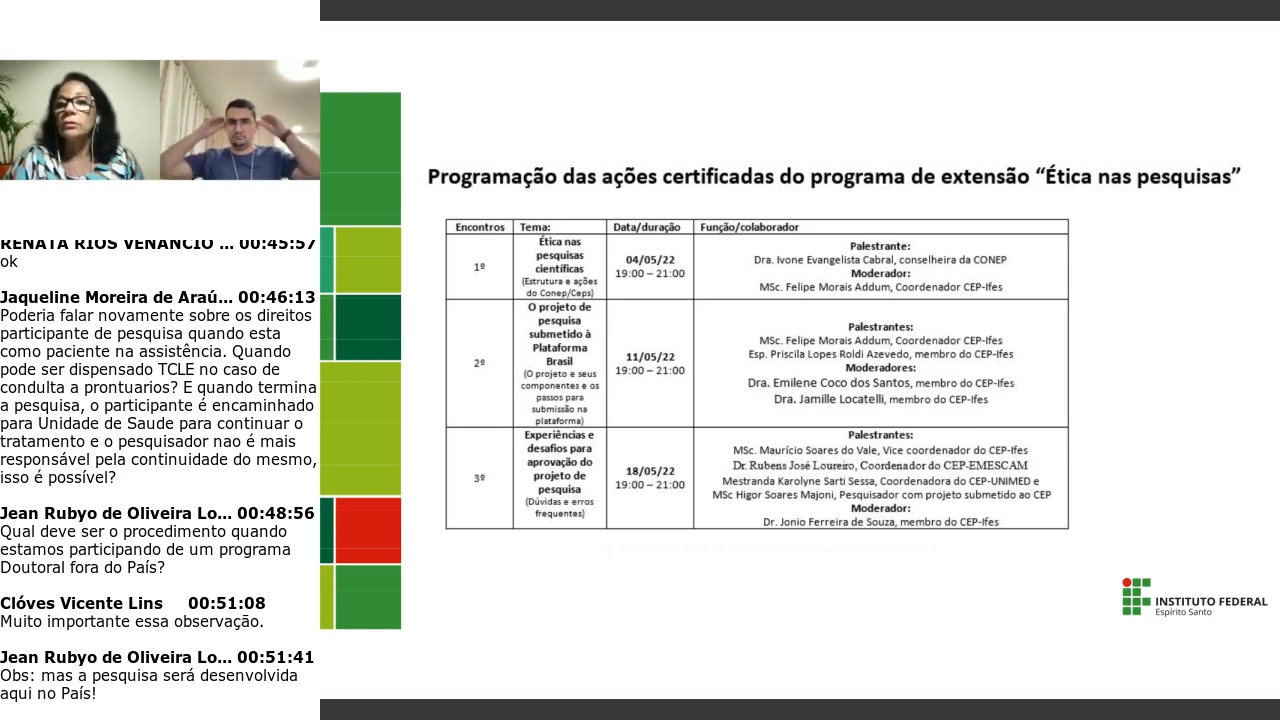 RENATA RIOS VENANCIO ... 00:45:57
ok
Jaqueline Moreira de Araú... 00:46:13
Poderia falar novamente sobre os direitos
participante de pesquisa quando esta
como paciente na assistência. Quando
pode ser dispensado TCLE no caso de
condulta a prontuarios? E quando termina
a pesquisa, o participante é encaminhado
para Unidade de Saude para continuar o
tratamento e o pesquisador nao é mais
responsável pela continuidade do mesmo,
isso é possível?
Jean Rubyo de Oliveira Lo... 00:48:56
Qual deve ser o procedimento quando
estamos participando de um programa
Doutoral fora do País?
Clóves Vicente Lins 00:51:08
Muito importante essa observação.
Jean Rubyo de Oliveira Lo... 00:51:41
Obs: mas a pesquisa será desenvolvida
aqui no País!
Programação das ações certificadas do programa de extensão “Ética nas pesquisas”
Encontros Tema: Data/duração Função/colaborador
1º
Ética nas
pesquisas
científicas
(Estrutura e ações
do Conep/Ceps)
04/05/22
19:00 – 21:00
Palestrante:
Dra. Ivone Evangelista Cabral, conselheira da CONEP
Moderador:
MSc. Felipe Morais Addum, Coordenador CEP-Ifes
2º
O projeto de
pesquisa
submetido à
Plataforma
Brasil
(O projeto e seus
componentes e os
passos para
submissão na
plataforma)
11/05/22
19:00 – 21:00
Palestrantes:
MSc. Felipe Morais Addum, Coordenador CEP-Ifes
Esp. Priscila Lopes Roldi Azevedo, membro do CEP-Ifes
Moderadores:
Dra. Emilene Coco dos Santos, membro do CEP-Ifes
Dra. Jamille Locatelli, membro do CEP-Ifes
3º
Experiências e
desafios para
aprovação do
projeto de
pesquisa
(Dúvidas e erros
frequentes)
18/05/22
19:00 – 21:00
Palestrantes:
MSc. Maurício Soares do Vale, Vice coordenador do CEP-Ifes
Dr. Rubens José Loureiro, Coordenador do CEP-EMESCAM
Mestranda Karolyne Sarti Sessa, Coordenadora do CEP-UNIMED e
MSc Higor Soares Majoni, Pesquisador com projeto submetido ao CEP
Moderador:
Dr. Jonio Ferreira de Souza, membro do CEP-Ifes
INSTITUTO FEDERAL
Espírito Santo